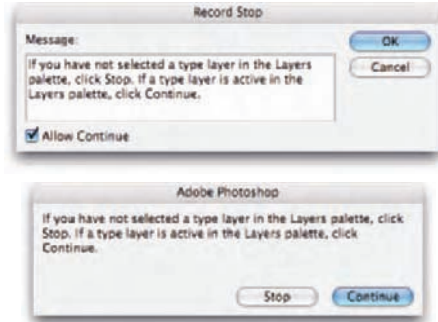 Record Stop
Message:
OK
If you have not selected a type layer in the Layers
palette, click Stop. If a type layer is active in the
Layers palette, click Continue.
Cancel
Allow Continue
Adobe Photoshop
If you have not selected a type layer in the Layers palette, click
Stop. If a type layer is active in the Layers palette, click
Continue.
Stop
Continue